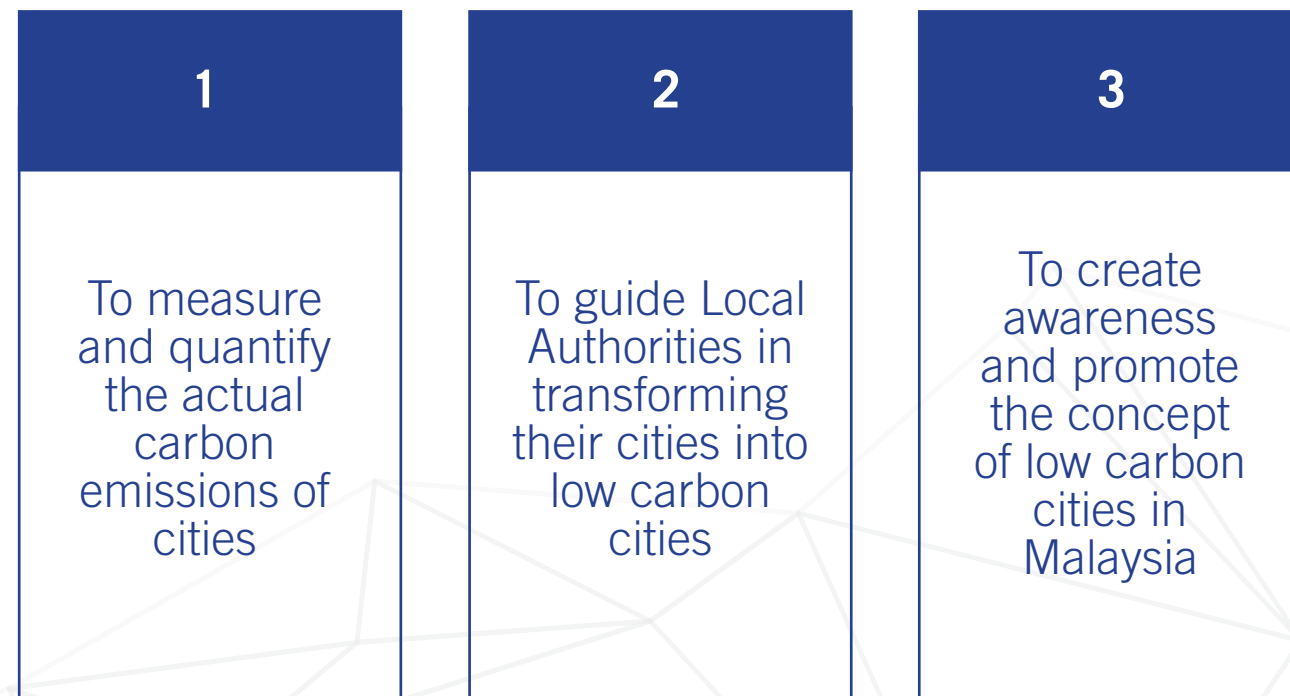 1
To measure
and quantify
the actual
carbon
emissions of
cities
2
To guide Local
Authorities in
transforming
their cities into
low carbon
cities
3
To create
awareness
and promote
the concept
of low carbon
cities in
Malaysia